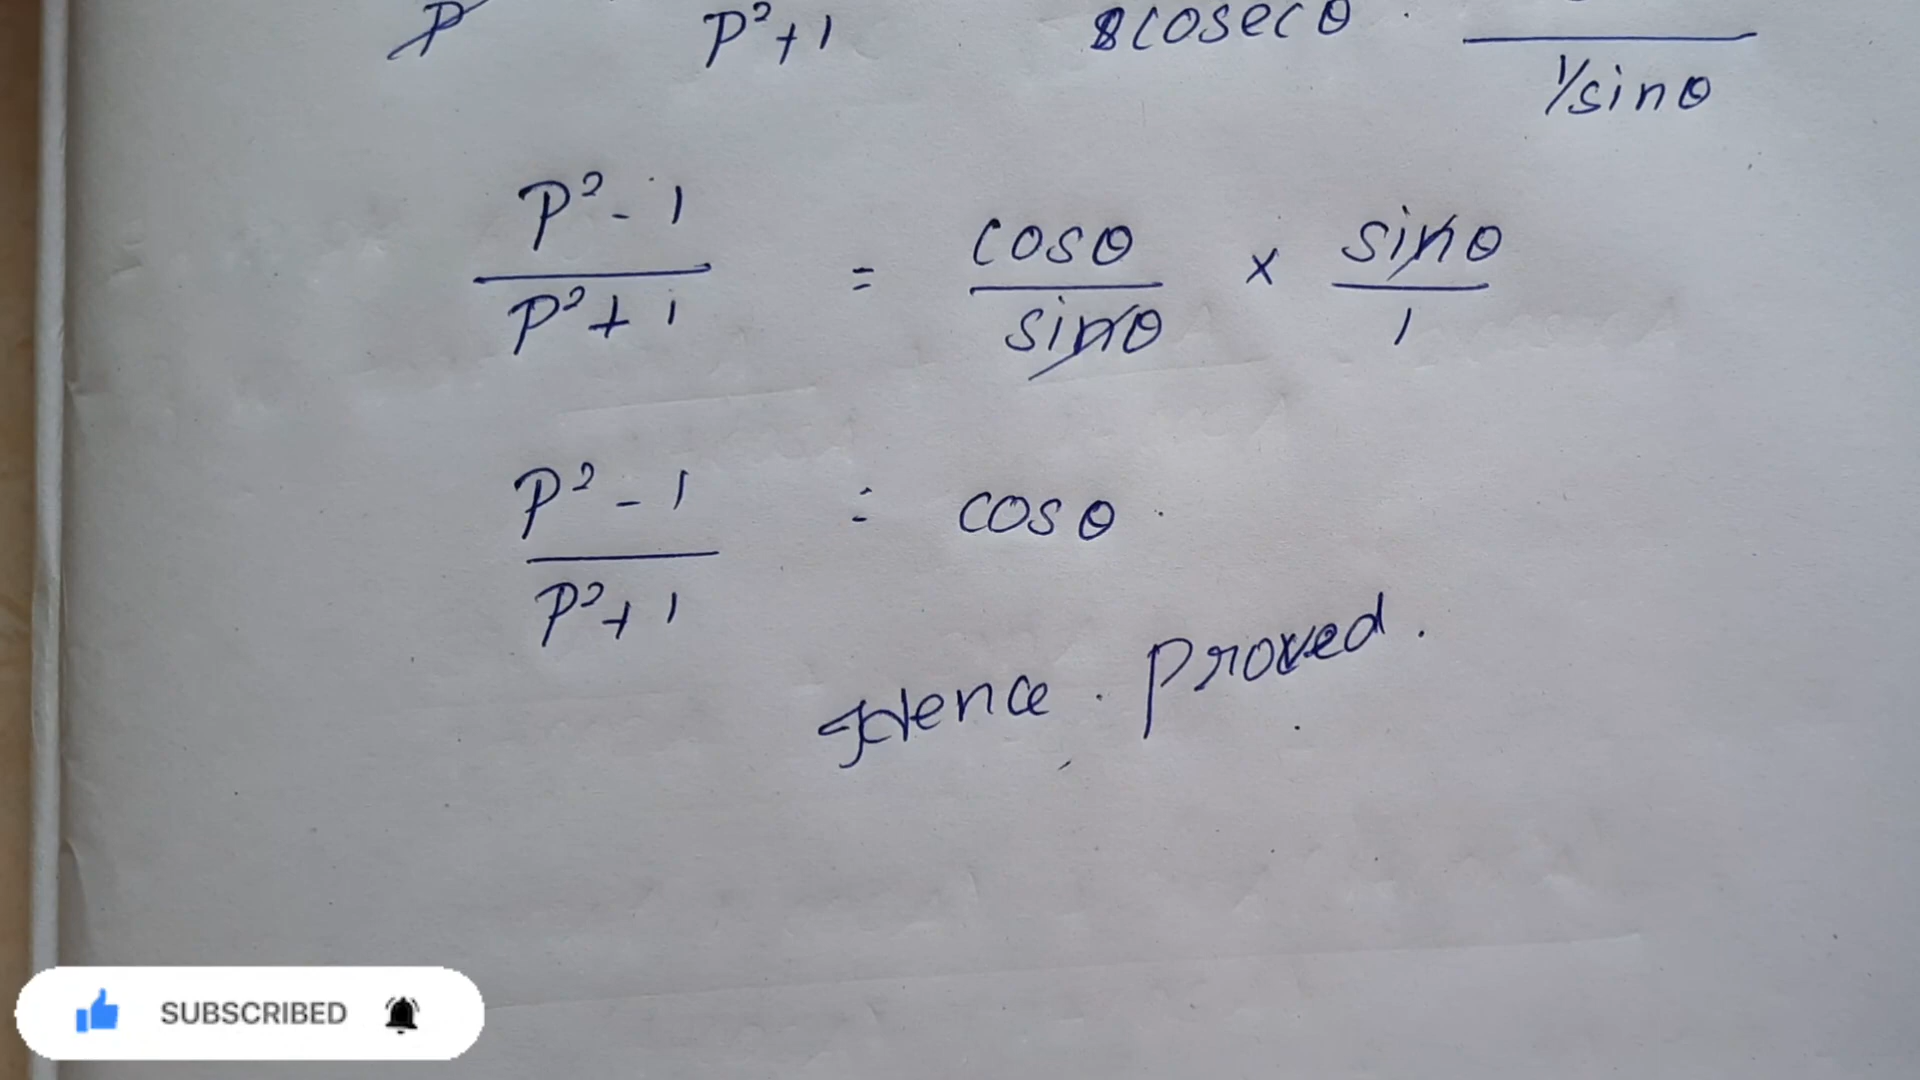 P P²+1 2cosecθ
1/sinθ
P²-1 / P²+1 = cosθ / sinθ × sinθ / 1
P²-1 / P²+1 = cosθ.
Hence. Proved.
SUBSCRIBED